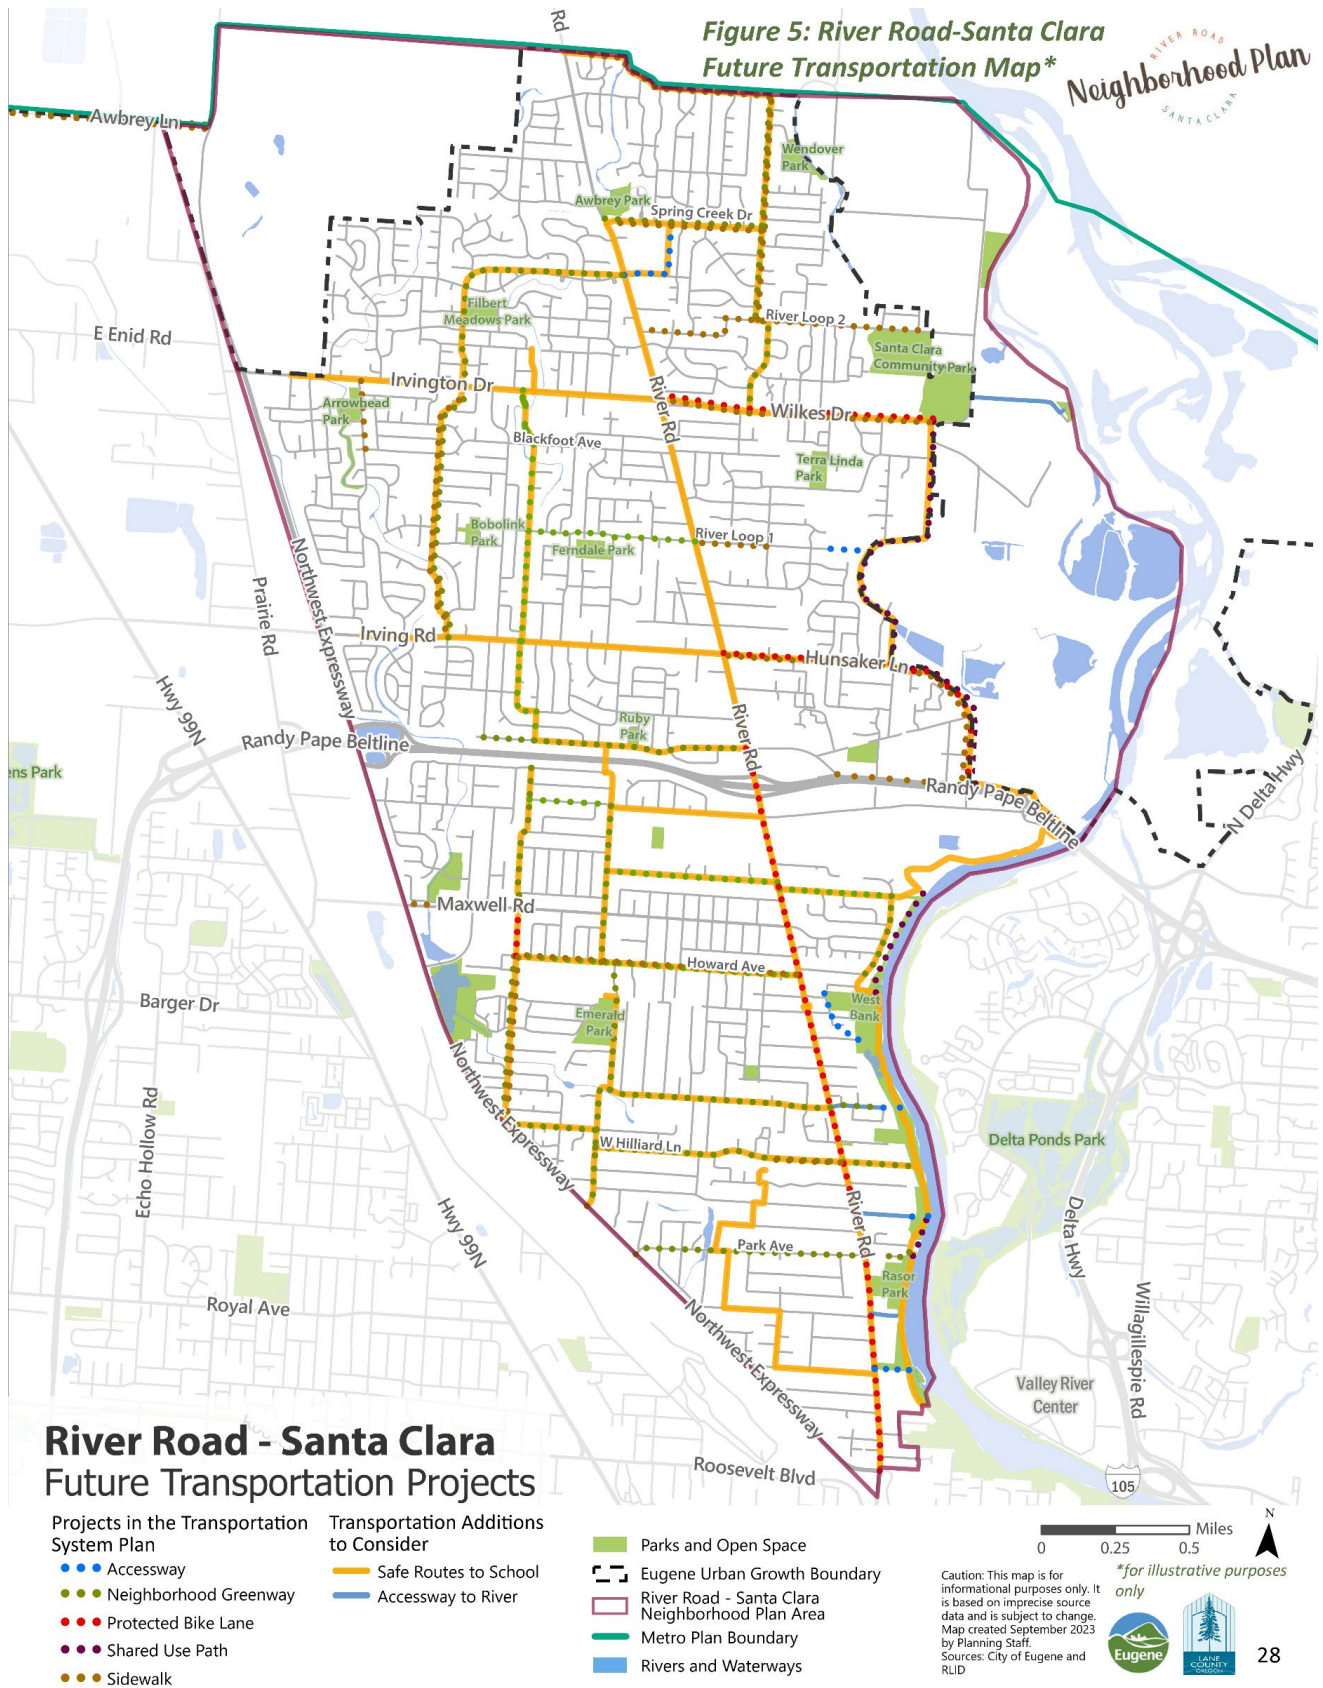 Figure 5: River Road-Santa Clara
Future Transportation Map*
RIVER ROAD
Neighborhood Plan
SANTA CLARA
Rd
Awbrey Ln
Wendover
Park
Awbrey Park
Spring Creek Dr
E Enid Rd
Filbert
Meadows Park
River Loop 2
Santa Clara
Community Park
Irvington Dr
Arrowhead
Park
River Rd
Wilkes Dr
Blackfoot Ave
Terra Linda
Park
Bobolink
Park
Ferndale Park
River Loop 1
Northwest Expressway
Prairie Rd
Irving Rd
Hunsaker Ln
Hwy 99N
Randy Pape Beltline
Ruby
Park
River Rd
ens Park
Randy Pape Beltline
N Delta Hwy
Maxwell Rd
Howard Ave
Barger Dr
West
Bank
Emerald
Park
Northwest Expressway
Echo Hollow Rd
Delta Ponds Park
W Hilliard Ln
Hwy 99N
River Rd
Delta Hwy
Park Ave
Rasor
Park
Royal Ave
Northwest Expressway
Willagillespie Rd
Valley River
Center
Roosevelt Blvd
105
River Road - Santa Clara
Future Transportation Projects
Projects in the Transportation
System Plan
Accessway
Neighborhood Greenway
Protected Bike Lane
Shared Use Path
Sidewalk
Transportation Additions
to Consider
Safe Routes to School
Accessway to River
Parks and Open Space
Eugene Urban Growth Boundary
River Road - Santa Clara
Neighborhood Plan Area
Metro Plan Boundary
Rivers and Waterways
Miles
0 0.25 0.5
N
*for illustrative purposes
only
Caution: This map is for
informational purposes only. It
is based on imprecise source
data and is subject to change.
Map created September 2023
by Planning Staff.
Sources: City of Eugene and
RLID
Eugene
LANE
COUNTY
OREGON
28